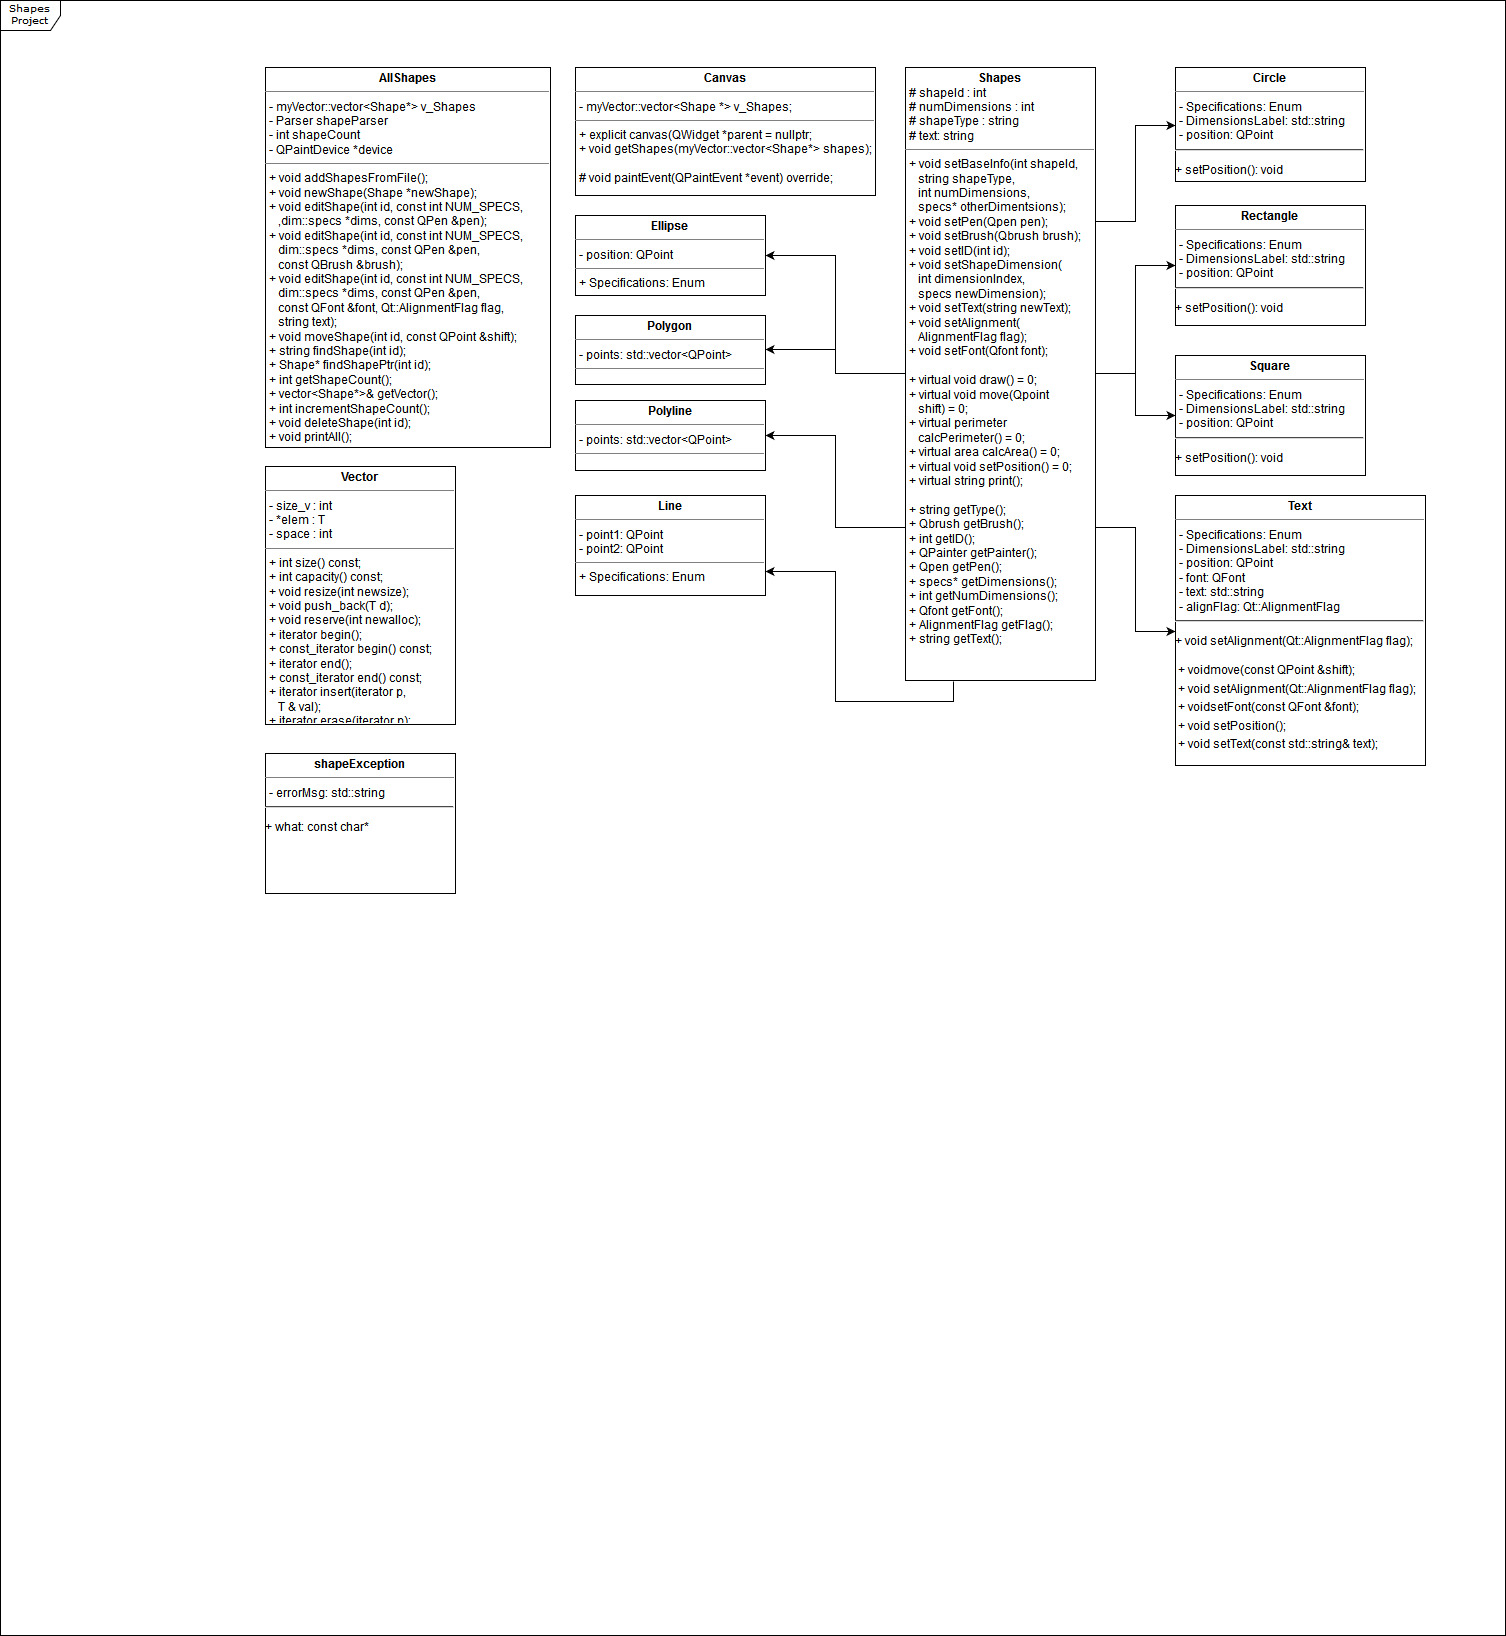 Shapes
Project
AllShapes
- myVector::vector<Shape*> v_Shapes
- Parser shapeParser
- int shapeCount
- QPaintDevice *device
+ void addShapesFromFile();
+ void newShape(Shape *newShape);
+ void editShape(int id, const int NUM_SPECS,
,dim::specs *dims, const QPen &pen);
+ void editShape(int id, const int NUM_SPECS,
dim::specs *dims, const QPen &pen,
const QBrush &brush);
+ void editShape(int id, const int NUM_SPECS,
dim::specs *dims, const QPen &pen,
const QFont &font, Qt::AlignmentFlag flag,
string text);
+ void moveShape(int id, const QPoint &shift);
+ string findShape(int id);
+ Shape* findShapePtr(int id);
+ int getShapeCount();
+ vector<Shape*>& getVector();
+ int incrementShapeCount();
+ void deleteShape(int id);
+ void printAll();
Vector
- size_v : int
- *elem : T
- space : int
+ int size() const;
+ int capacity() const;
+ void resize(int newsize);
+ void push_back(T d);
+ void reserve(int newalloc);
+ iterator begin();
+ const_iterator begin() const;
+ iterator end();
+ const_iterator end() const;
+ iterator insert(iterator p,
T & val);
+ iterator erase(iterator p);
shapeException
- errorMsg: std::string
+ what: const char*
Canvas
- myVector::vector<Shape *> v_Shapes;
+ explicit canvas(QWidget *parent = nullptr;
+ void getShapes(myVector::vector<Shape*> shapes);
# void paintEvent(QPaintEvent *event) override;
Ellipse
- position: QPoint
+ Specifications: Enum
Polygon
- points: std::vector<QPoint>
Polyline
- points: std::vector<QPoint>
Line
- point1: QPoint
- point2: QPoint
+ Specifications: Enum
Shapes
# shapeId : int
# numDimensions : int
# shapeType : string
# text: string
+ void setBaseInfo(int shapeId,
string shapeType,
int numDimensions,
specs* otherDimentsions);
+ void setPen(Qpen pen);
+ void setBrush(Qbrush brush);
+ void setID(int id);
+ void setShapeDimension(
int dimensionIndex,
specs newDimension);
+ void setText(string newText);
+ void setAlignment(
AlignmentFlag flag);
+ void setFont(Qfont font);
+ virtual void draw() = 0;
+ virtual void move(Qpoint
shift) = 0;
+ virtual perimeter
calcPerimeter() = 0;
+ virtual area calcArea() = 0;
+ virtual void setPosition() = 0;
+ virtual string print();
+ string getType();
+ Qbrush getBrush();
+ int getID();
+ QPainter getPainter();
+ Qpen getPen();
+ specs* getDimensions();
+ int getNumDimensions();
+ Qfont getFont();
+ AlignmentFlag getFlag();
+ string getText();
Circle
- Specifications: Enum
- DimensionsLabel: std::string
- position: QPoint
+ setPosition(): void
Rectangle
- Specifications: Enum
- DimensionsLabel: std::string
- position: QPoint
+ setPosition(): void
Square
- Specifications: Enum
- DimensionsLabel: std::string
- position: QPoint
+ setPosition(): void
Text
- Specifications: Enum
- DimensionsLabel: std::string
- position: QPoint
- font: QFont
- text: std::string
- alignFlag: Qt::AlignmentFlag
+ void setAlignment(Qt::AlignmentFlag flag);
+ voidmove(const QPoint &shift);
+ void setAlignment(Qt::AlignmentFlag flag);
+ voidsetFont(const QFont &font);
+ void setPosition();
+ void setText(const std::string& text);